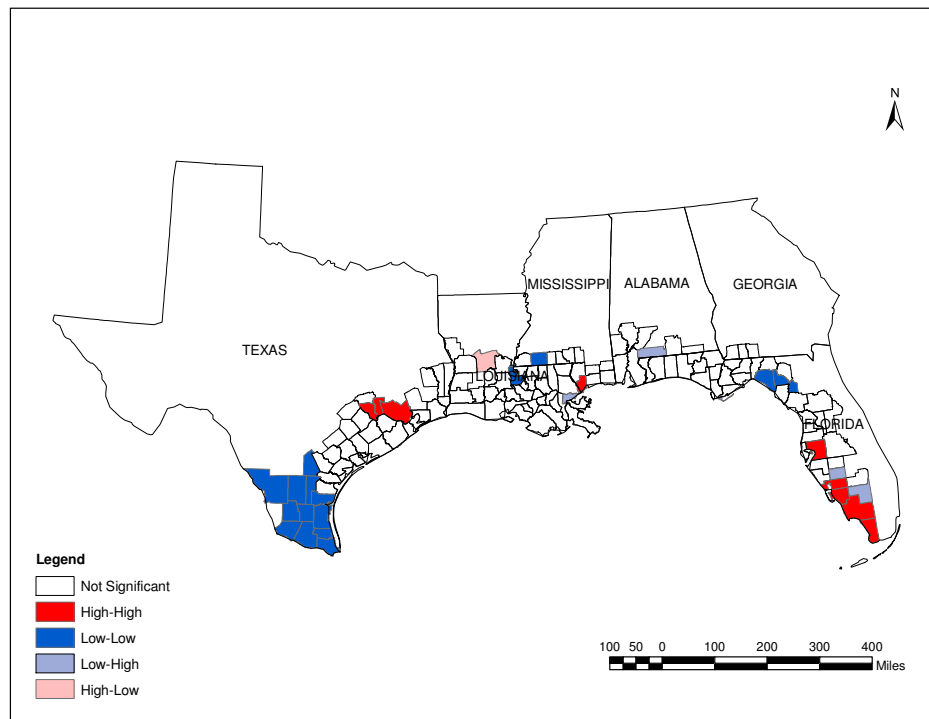 N
MISSISSIPPI
ALABAMA
GEORGIA
TEXAS
LOUISIANA
FLORIDA
Legend
Not Significant
High-High
Low-Low
Low-High
High-Low
100 50 0 100 200 300 400
Miles